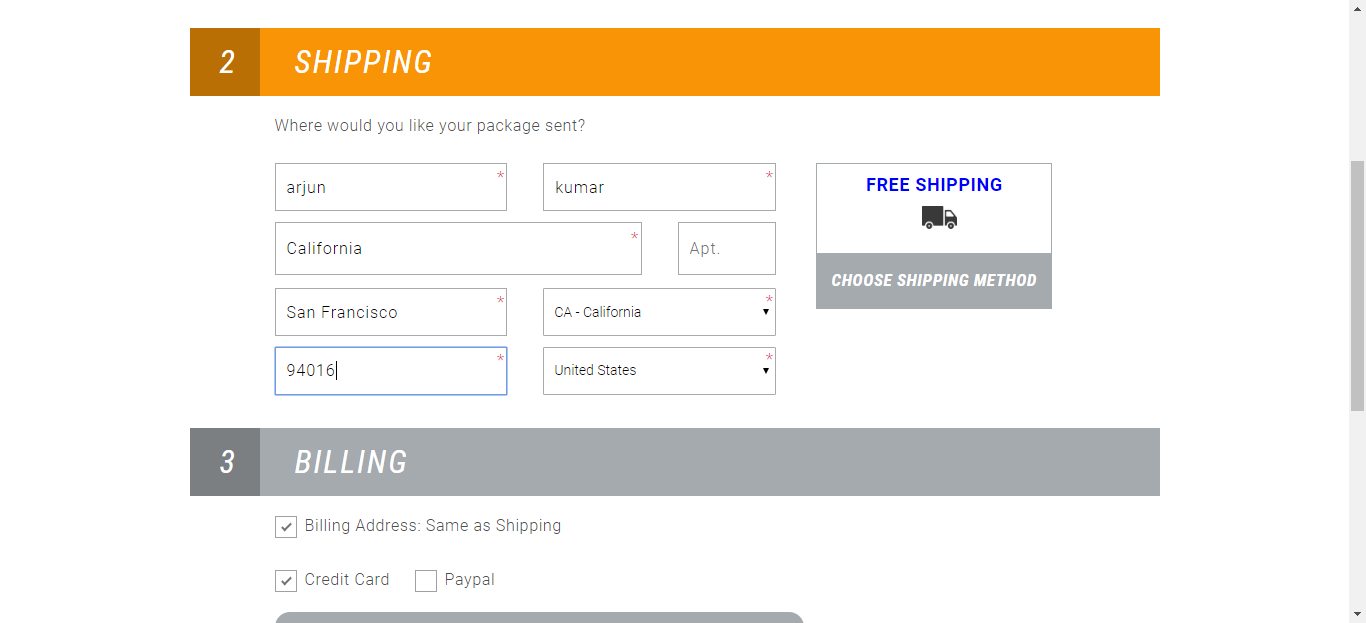 2 SHIPPING
Where would you like your package sent?
arjun * kumar *
FREE SHIPPING
California * Apt.
CHOOSE SHIPPING METHOD
San Francisco * CA - California *
94016 * United States *
3 BILLING
Billing Address: Same as Shipping
Credit Card Paypal